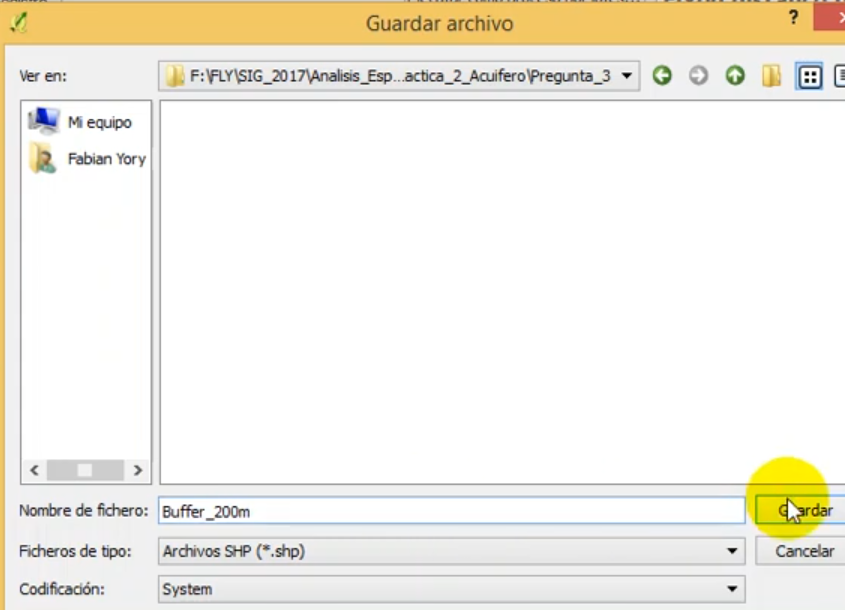 Guardar archivo
?
Ver en:
F:\FLY\SIG_2017\Analisis_Esp...actica_2_Acuifero\Pregunta_3
Mi equipo
Fabian Yory
Nombre de fichero:
Buffer_200m
Guardar
Ficheros de tipo:
Archivos SHP (*.shp)
Cancelar
Codificación:
System